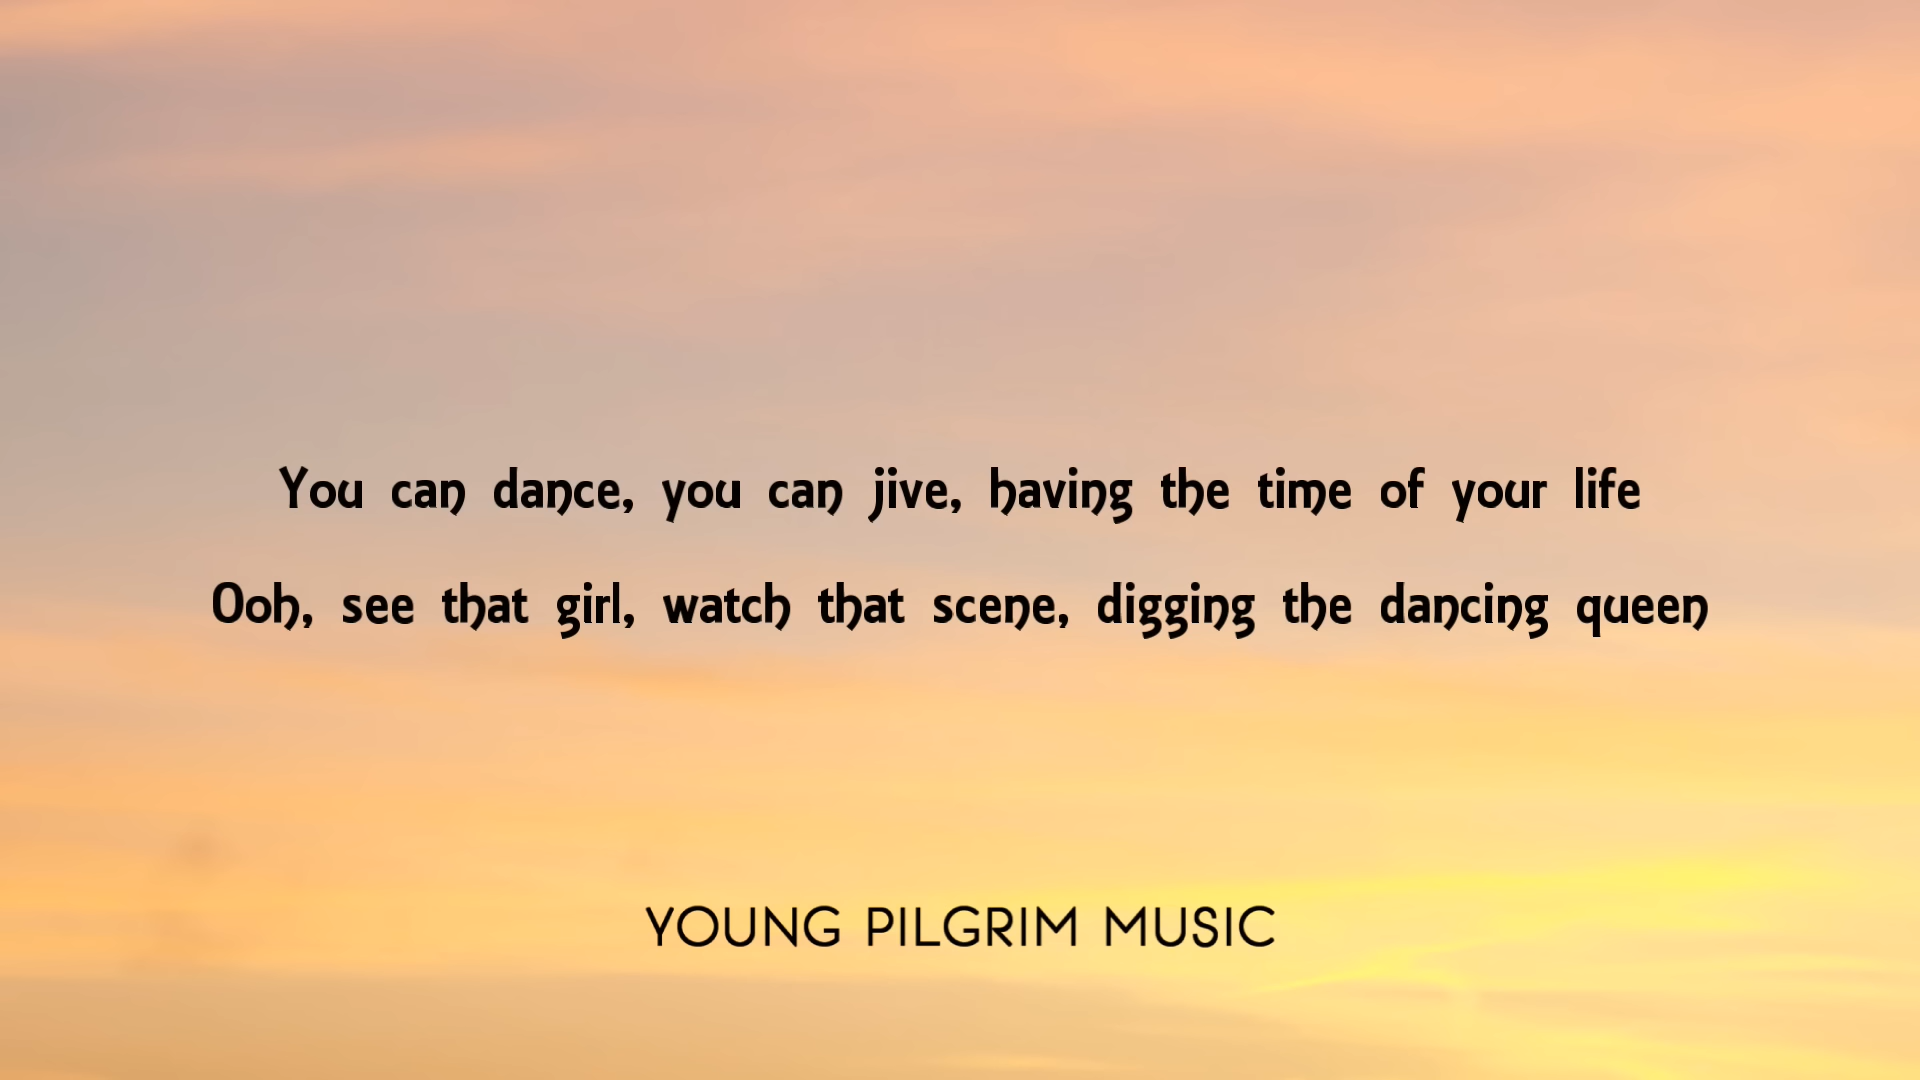 You can dance, you can jive, having the time of your life
Ooh, see that girl, watch that scene, digging the dancing queen
YOUNG PILGRIM MUSIC